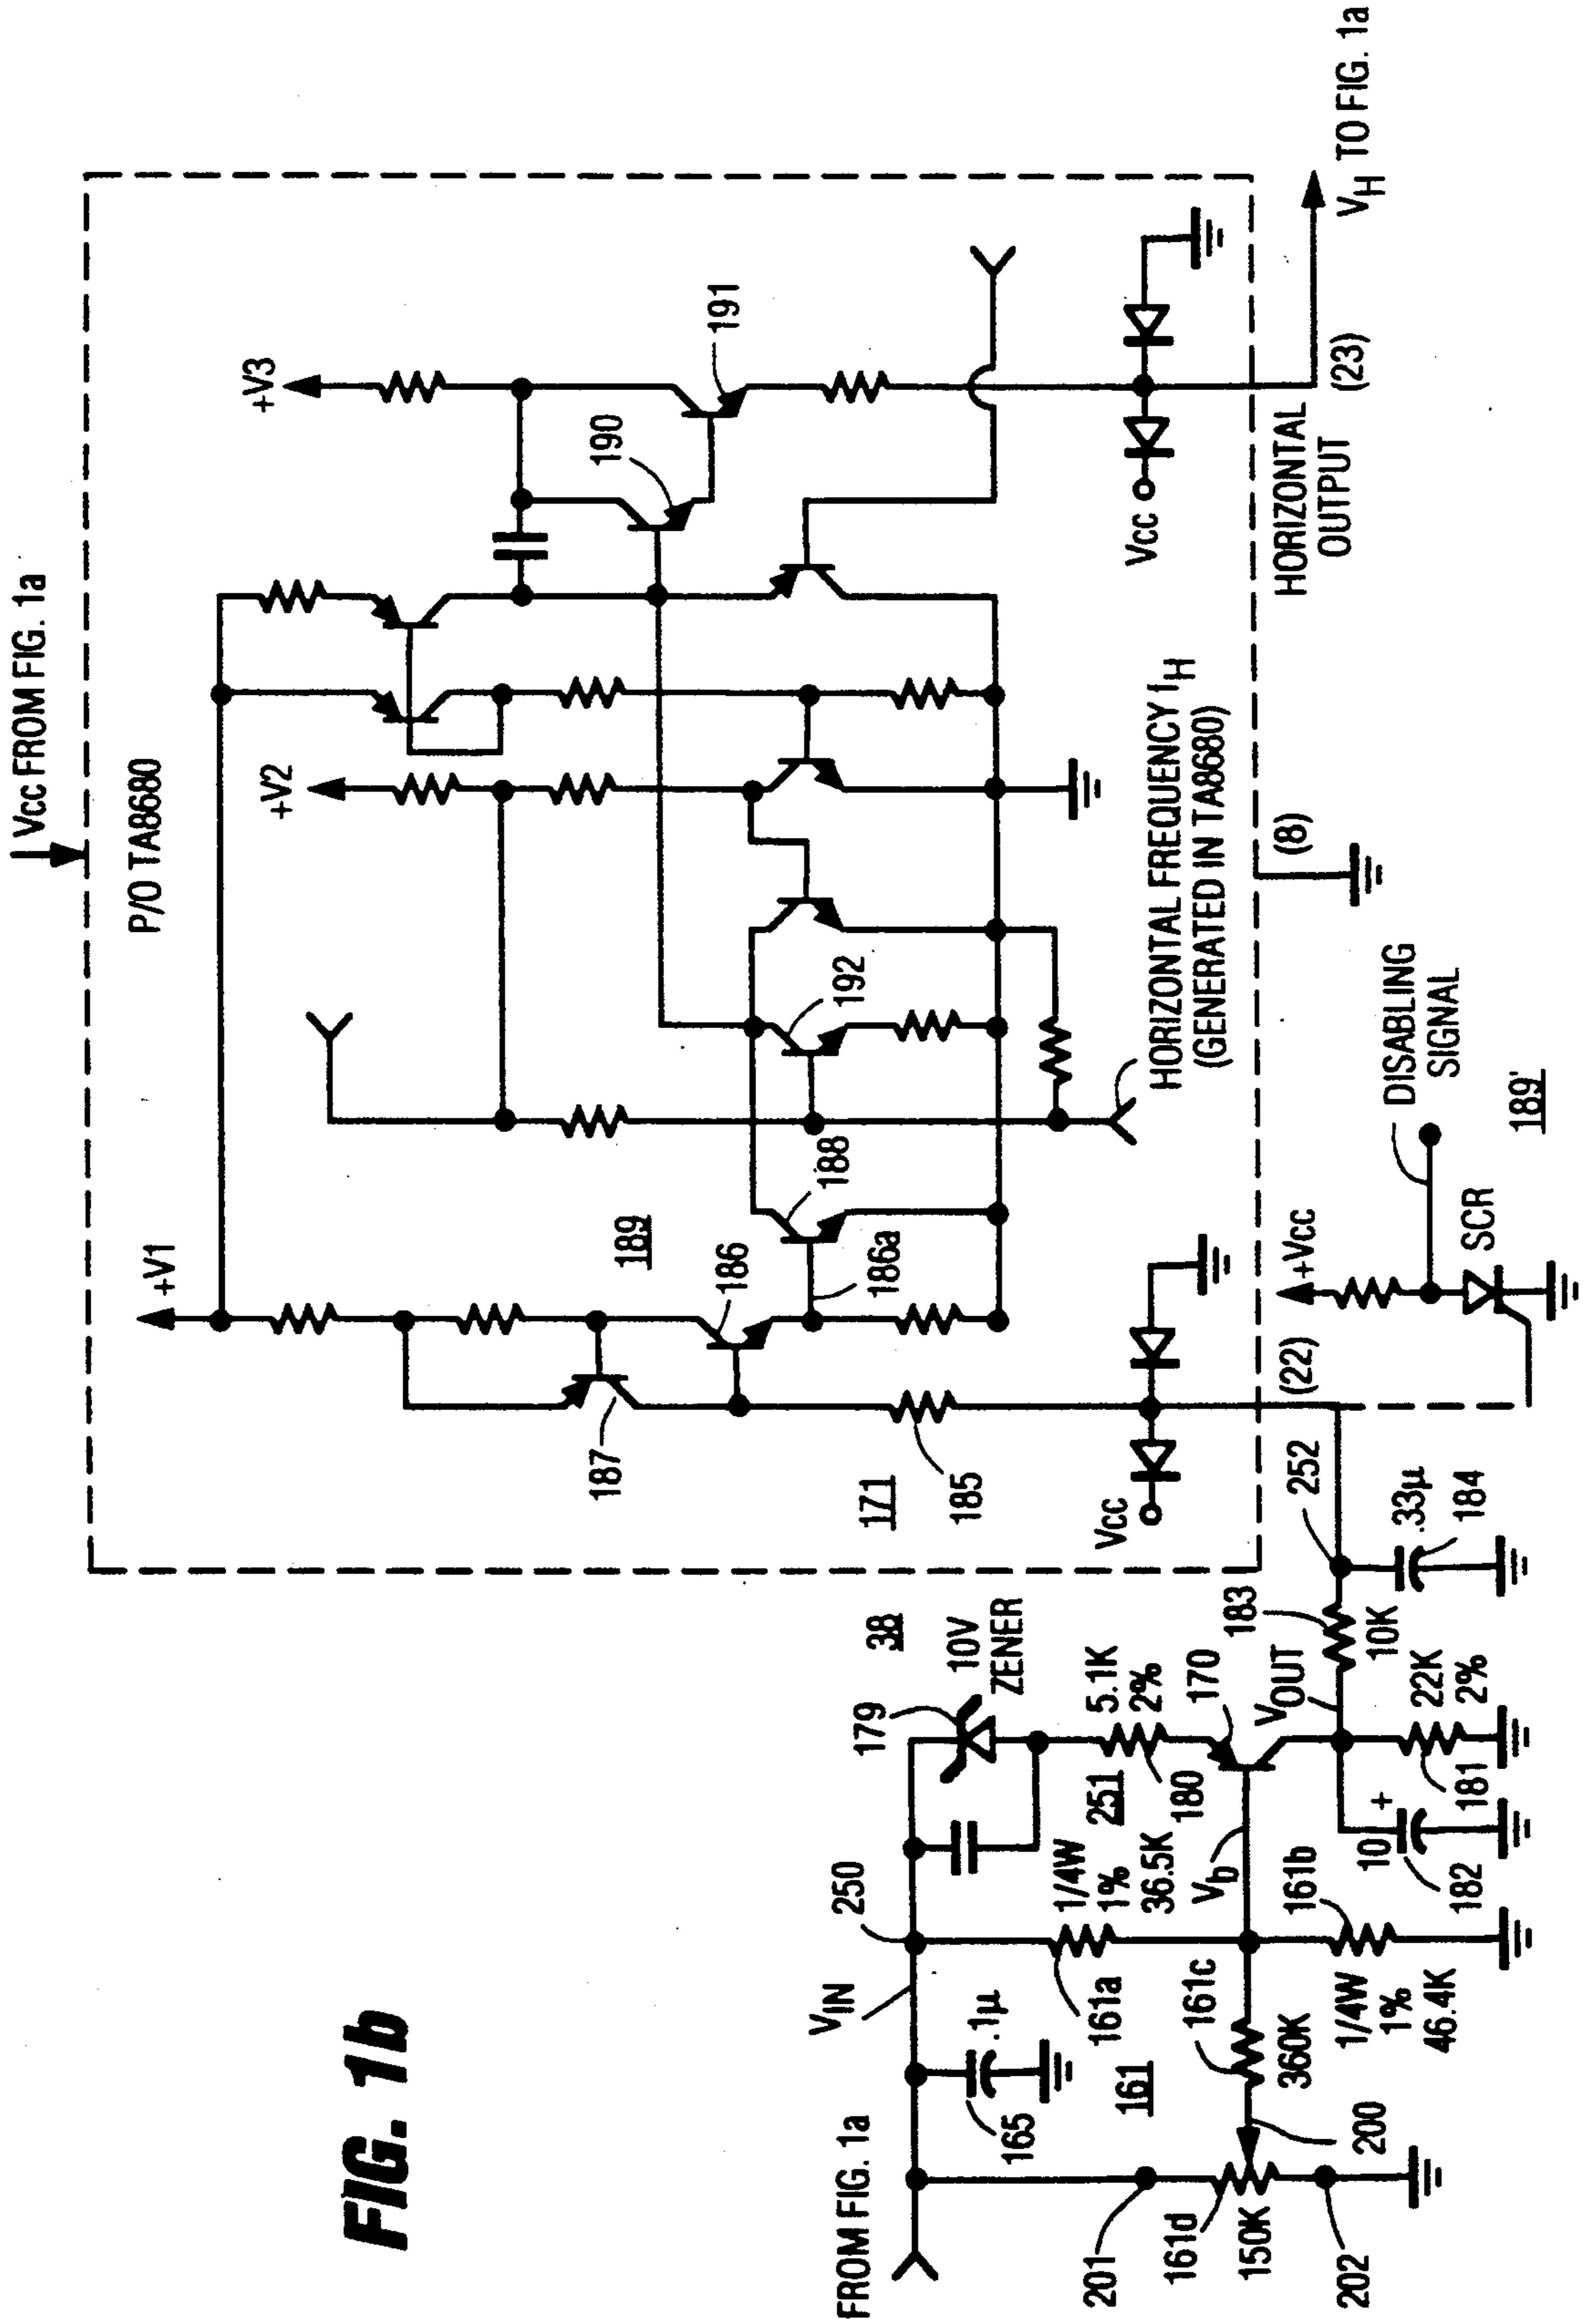 FIG. 1b
Vcc FROM FIG. 1a
P/O TA8680
+V1
+V2
+V3
187
186
186a
188
189
192
190
191
171
185
Vcc
Vcc
HORIZONTAL FREQUENCY fH
(GENERATED IN TA8680)
HORIZONTAL
OUTPUT
(23)
VH TO FIG. 1a
(8)
(22)
+Vcc
DISABLING
SIGNAL
SCR
189'
FROM FIG. 1a
VIN
250
165
.1µ
161
161a
1/4W
1%
36.5K
179
10V
ZENER
38
251
180
5.1K
2%
170
Vb
VOUT
183
10K
252
.33µ
184
22K
2%
181
10
+
182
161b
1/4W
1%
46.4K
161c
360K
200
201
161d
150K
202